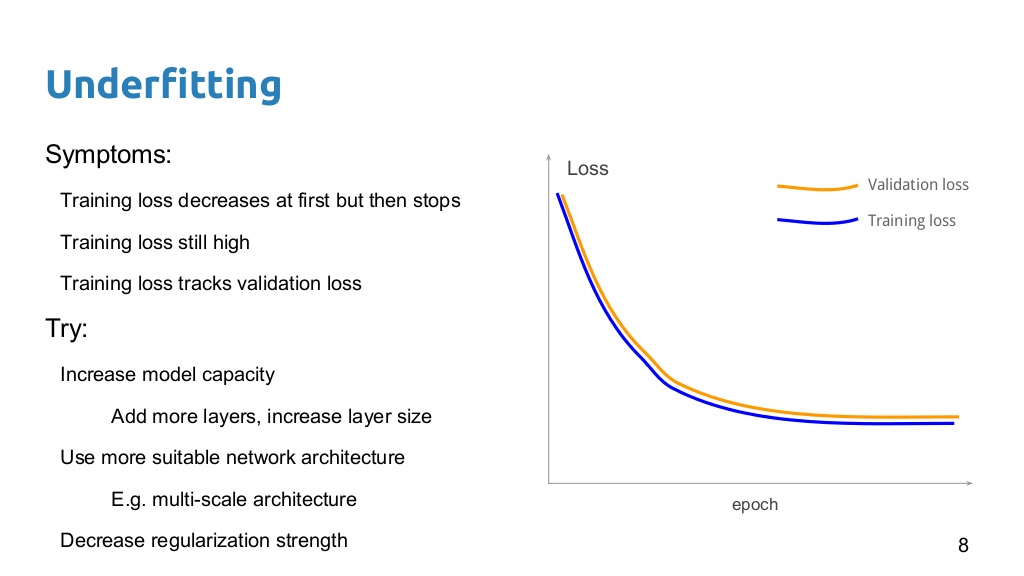 Underfitting
Symptoms:
Training loss decreases at first but then stops
Training loss still high
Training loss tracks validation loss
Try:
Increase model capacity
Add more layers, increase layer size
Use more suitable network architecture
E.g. multi-scale architecture
Decrease regularization strength
Loss
Validation loss
Training loss
epoch
8